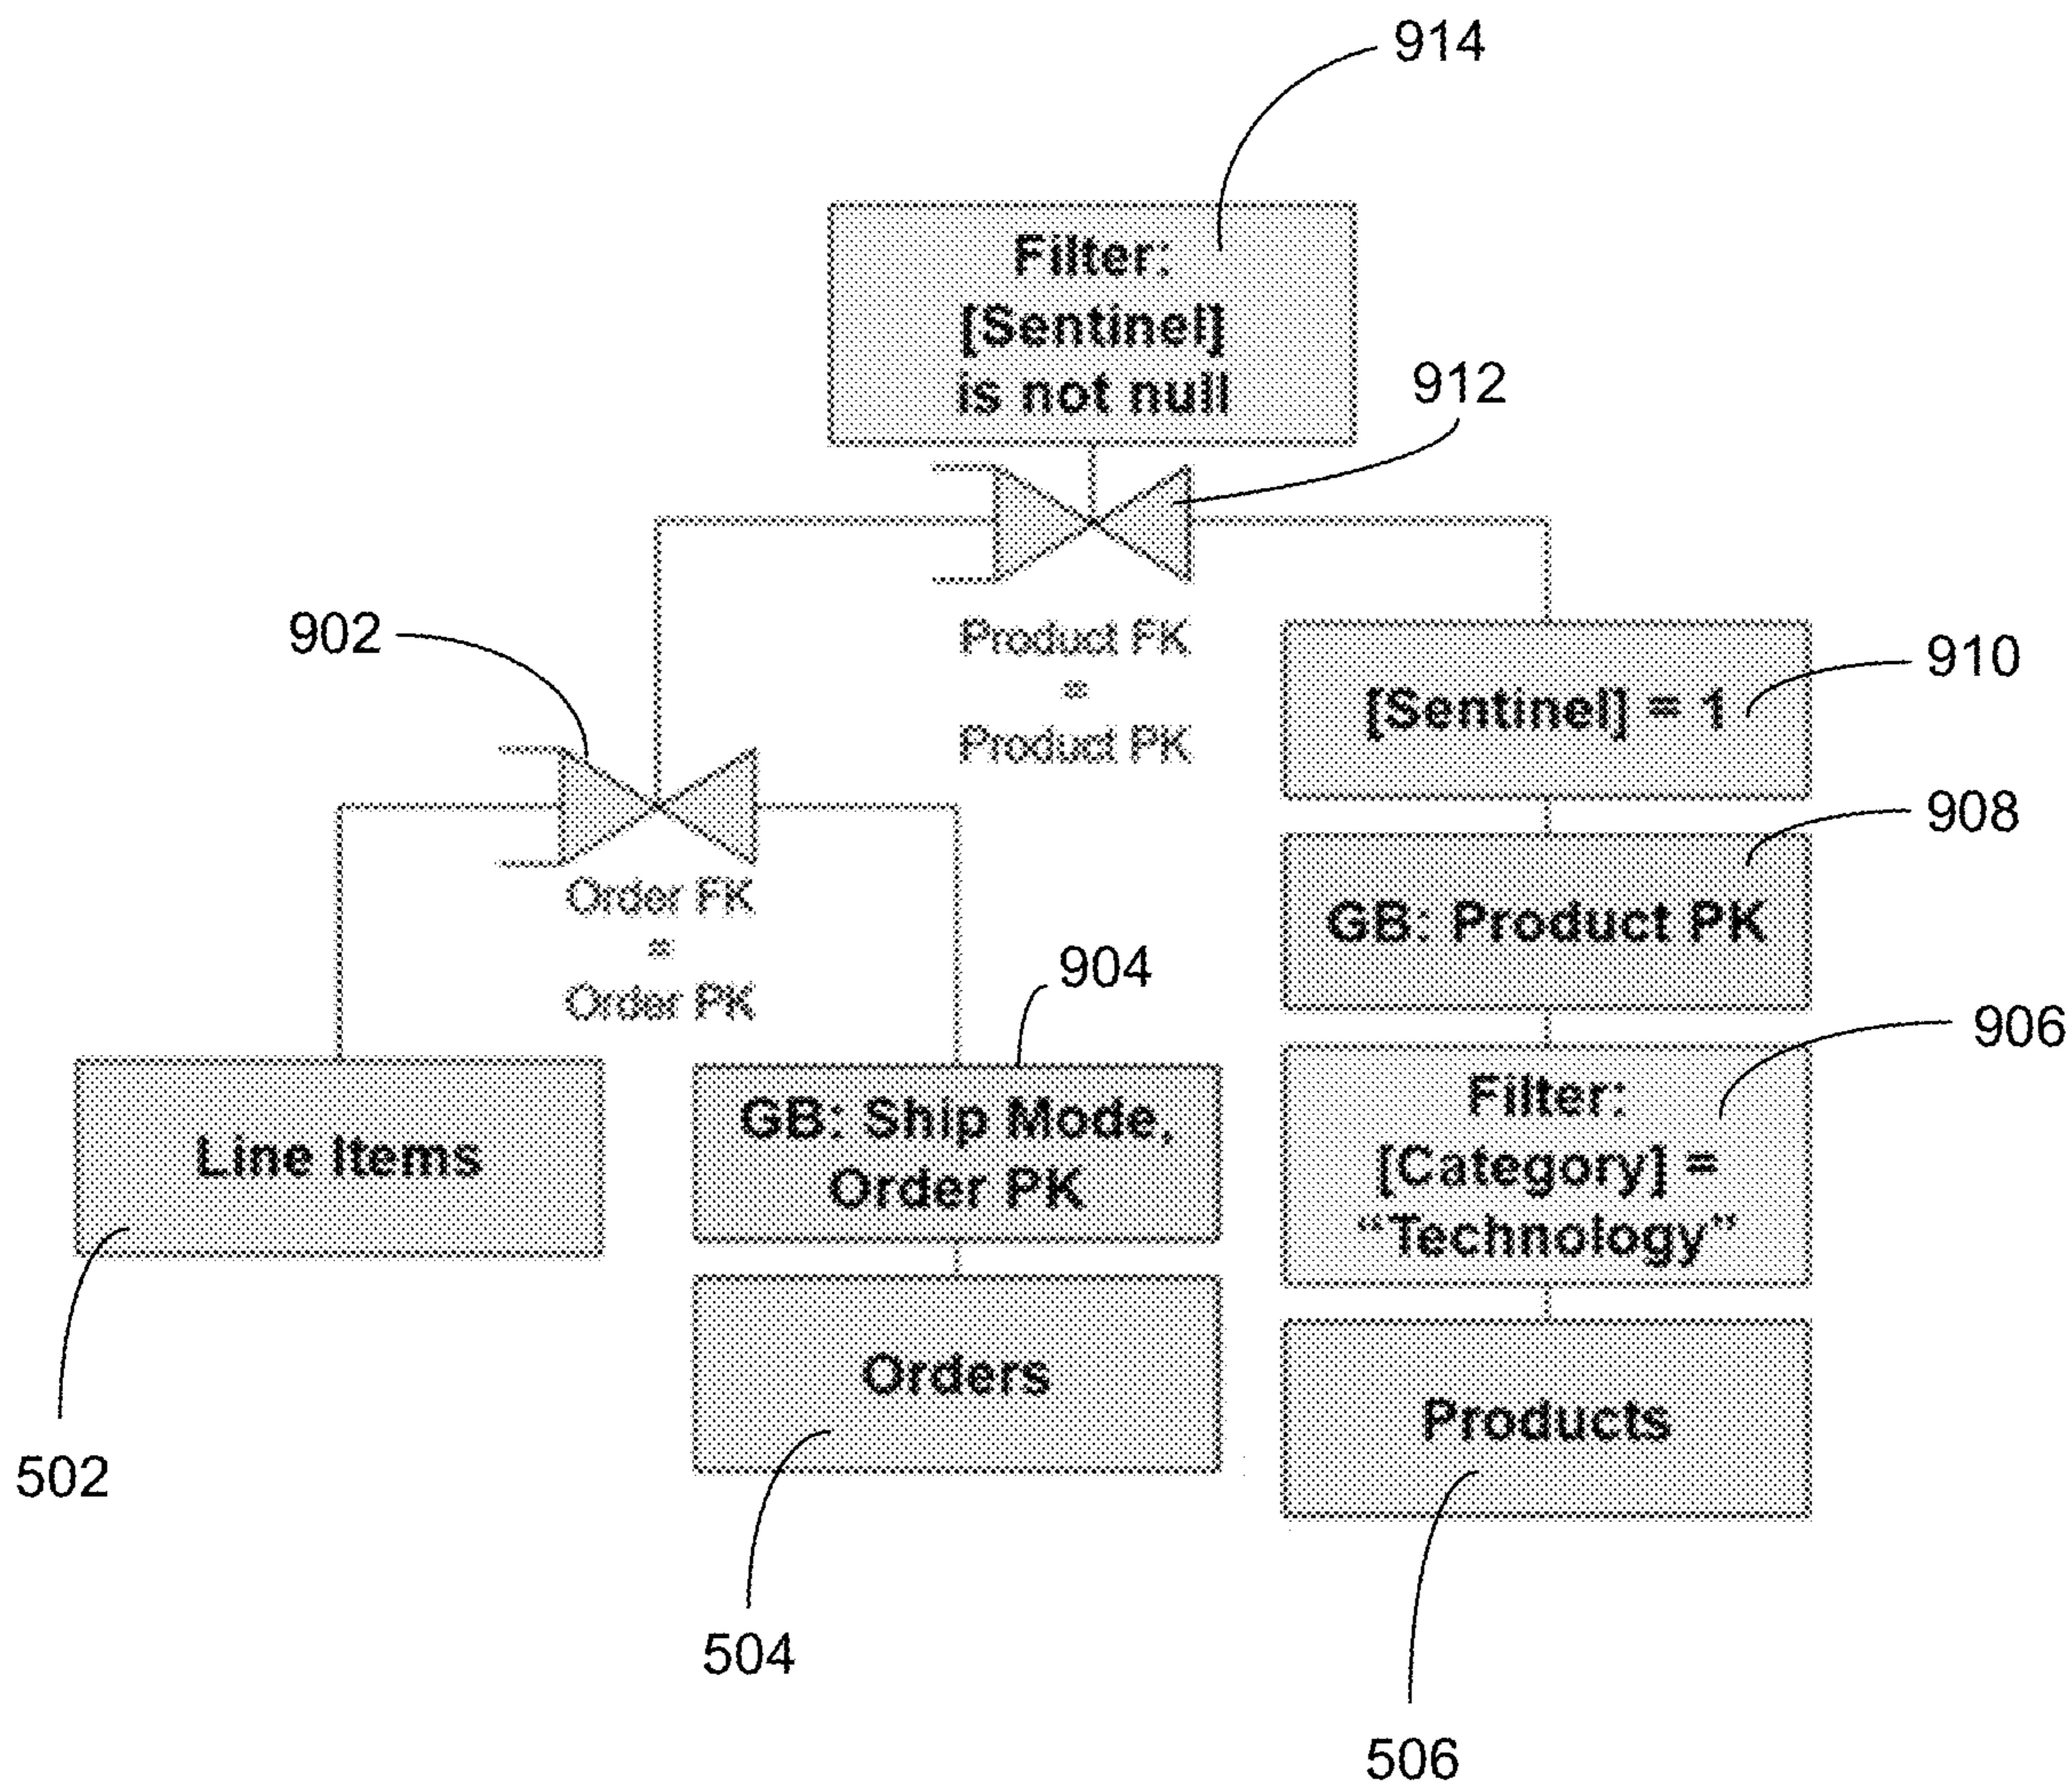 914
Filter:
[Sentinel]
is not null
912
902
Product FK
=
Product PK
910
[Sentinel] = 1
908
GB: Product PK
Order FK
=
Order PK
904
906
Line Items
GB: Ship Mode,
Order PK
Filter:
[Category] =
“Technology”
Orders
Products
502
504
506